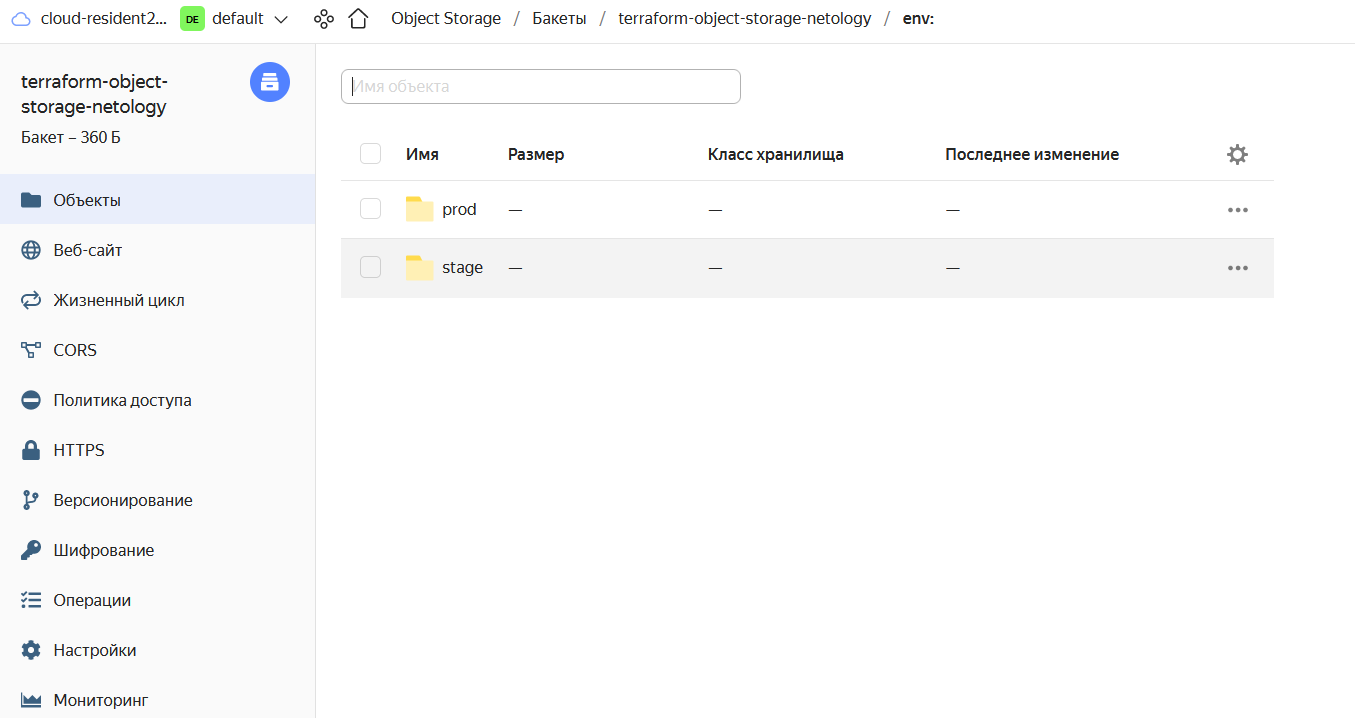 cloud-resident2... DE default Object Storage / Бакеты / terraform-object-storage-netology / env:
terraform-object-
storage-netology
Бакет – 360 Б
Объекты
Веб-сайт
Жизненный цикл
CORS
Политика доступа
HTTPS
Версионирование
Шифрование
Операции
Настройки
Мониторинг
Имя объекта
Имя Размер Класс хранилища Последнее изменение
prod — — —
stage — — —